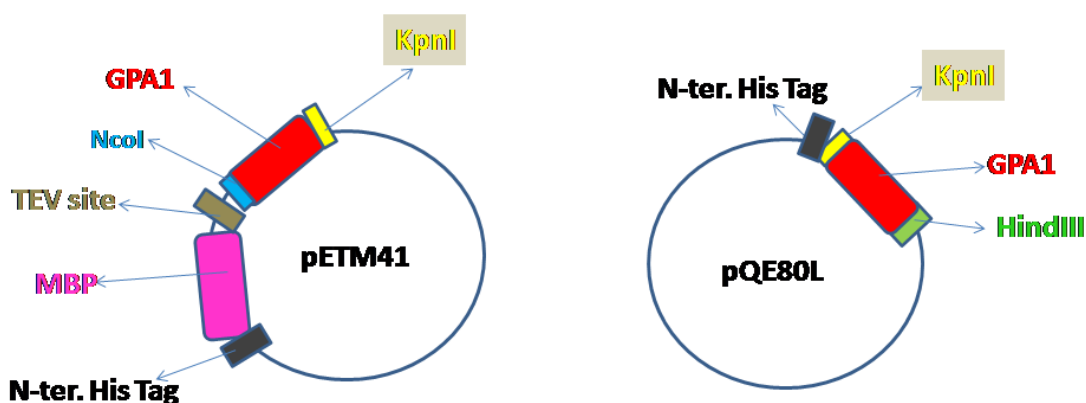 KpnI
GPA1
NcoI
TEV site
pETM41
MBP
N-ter. His Tag
N-ter. His Tag
KpnI
GPA1
HindIII
pQE80L